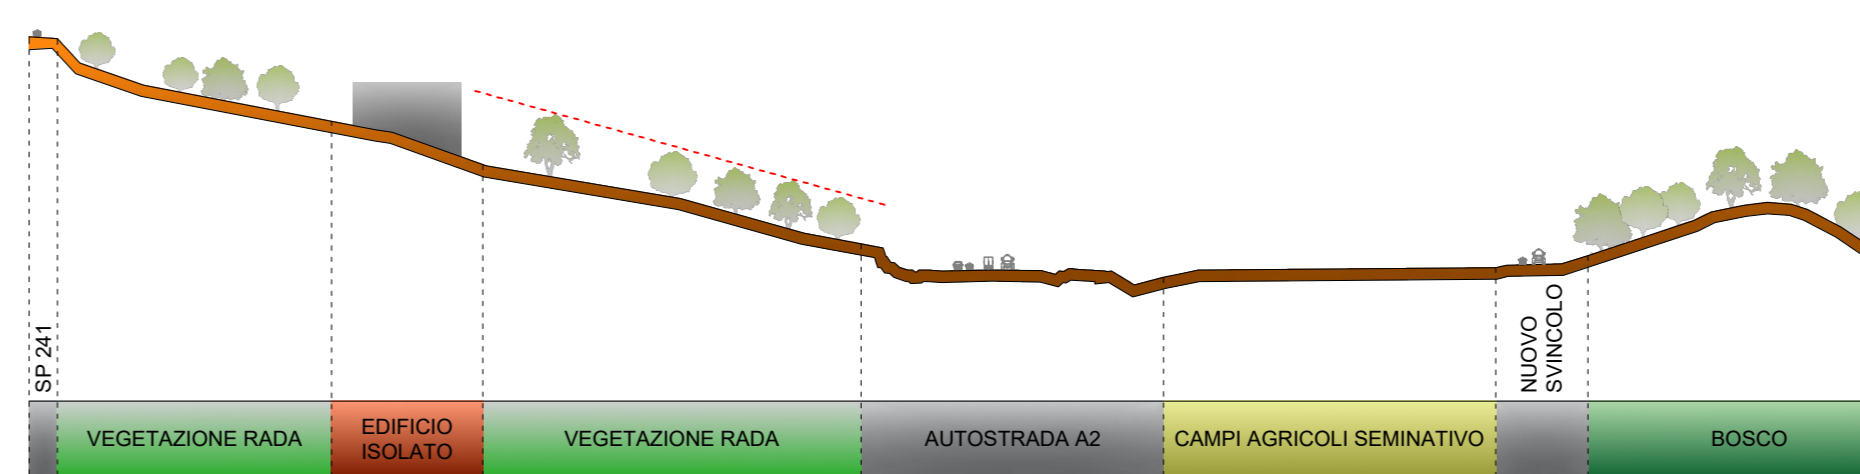 SP 241
VEGETAZIONE RADA
EDIFICIO
ISOLATO
VEGETAZIONE RADA
AUTOSTRADA A2
CAMPI AGRICOLI SEMINATIVO
NUOVO
SVINCOLO
BOSCO